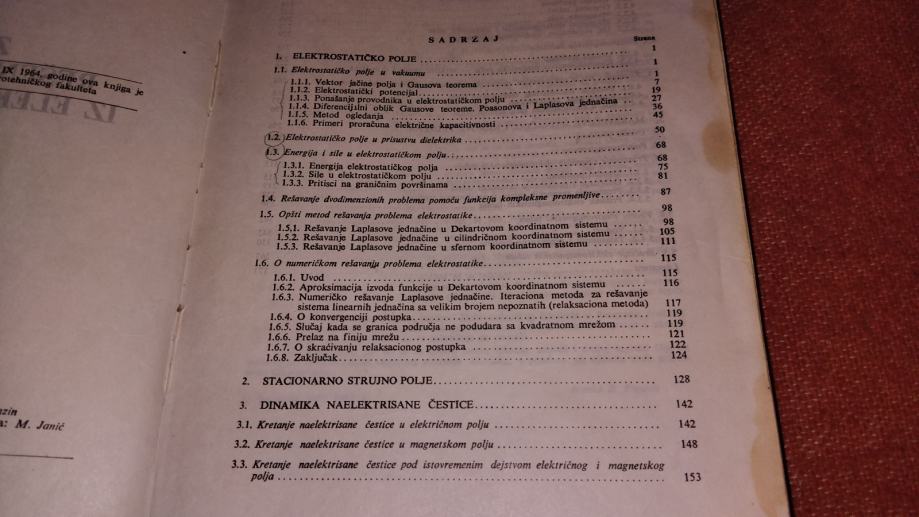 IX 1964. godine ova knjiga je
rotehničkog fakulteta
M. Janić
SADRŽAJ
Strana
1. ELEKTROSTATIČKO POLJE 1
1.1. Elektrostatičko polje u vakuumu 1
1.1.1. Vektor jačine polja i Gausova teorema 1
1.1.2. Elektrostatički potencijal 7
1.1.3. Ponašanje provodnika u elektrostatičkom polju 19
1.1.4. Diferencijalni oblik Gausove teoreme. Poasonova i Laplasova jednačina 27
1.1.5. Metod ogledanja 36
1.1.6. Primeri proračuna električne kapacitivnosti 45
1.2. Elektrostatičko polje u prisustvu dielektrika 50
1.3. Energija i sile u elektrostatičkom polju 68
1.3.1. Energija elektrostatičkog polja 68
1.3.2. Sile u elektrostatičkom polju 75
1.3.3. Pritisci na graničnim površinama 81
1.4. Rešavanje dvodimenzionih problema pomoću funkcija kompleksne promenljive 87
1.5. Opšti metod rešavanja problema elektrostatike 98
1.5.1. Rešavanje Laplasove jednačine u Dekartovom koordinatnom sistemu 98
1.5.2. Rešavanje Laplasove jednačine u cilindričnom koordinatnom sistemu 105
1.5.3. Rešavanje Laplasove jednačine u sfernom koordinatnom sistemu 111
1.6. O numeričkom rešavanju problema elektrostatike 115
1.6.1. Uvod 115
1.6.2. Aproksimacija izvoda funkcije u Dekartovom koordinatnom sistemu 116
1.6.3. Numeričko rešavanje Laplasove jednačine. Iteraciona metoda za rešavanje
sistema linearnih jednačina sa velikim brojem nepoznatih (relaksaciona metoda) 117
1.6.4. O konvergenciji postupka 119
1.6.5. Slučaj kada se granica područja ne podudara sa kvadratnom mrežom 119
1.6.6. Prelaz na finiju mrežu 121
1.6.7. O skraćivanju relaksacionog postupka 122
1.6.8. Zaključak 124
2. STACIONARNO STRUJNO POLJE 128
3. DINAMIKA NAELEKTRISANE ČESTICE 142
3.1. Kretanje naelektrisane čestice u električnom polju 142
3.2. Kretanje naelektrisane čestice u magnetskom polju 148
3.3. Kretanje naelektrisane čestice pod istovremenim dejstvom električnog i magnetskog
polja 153